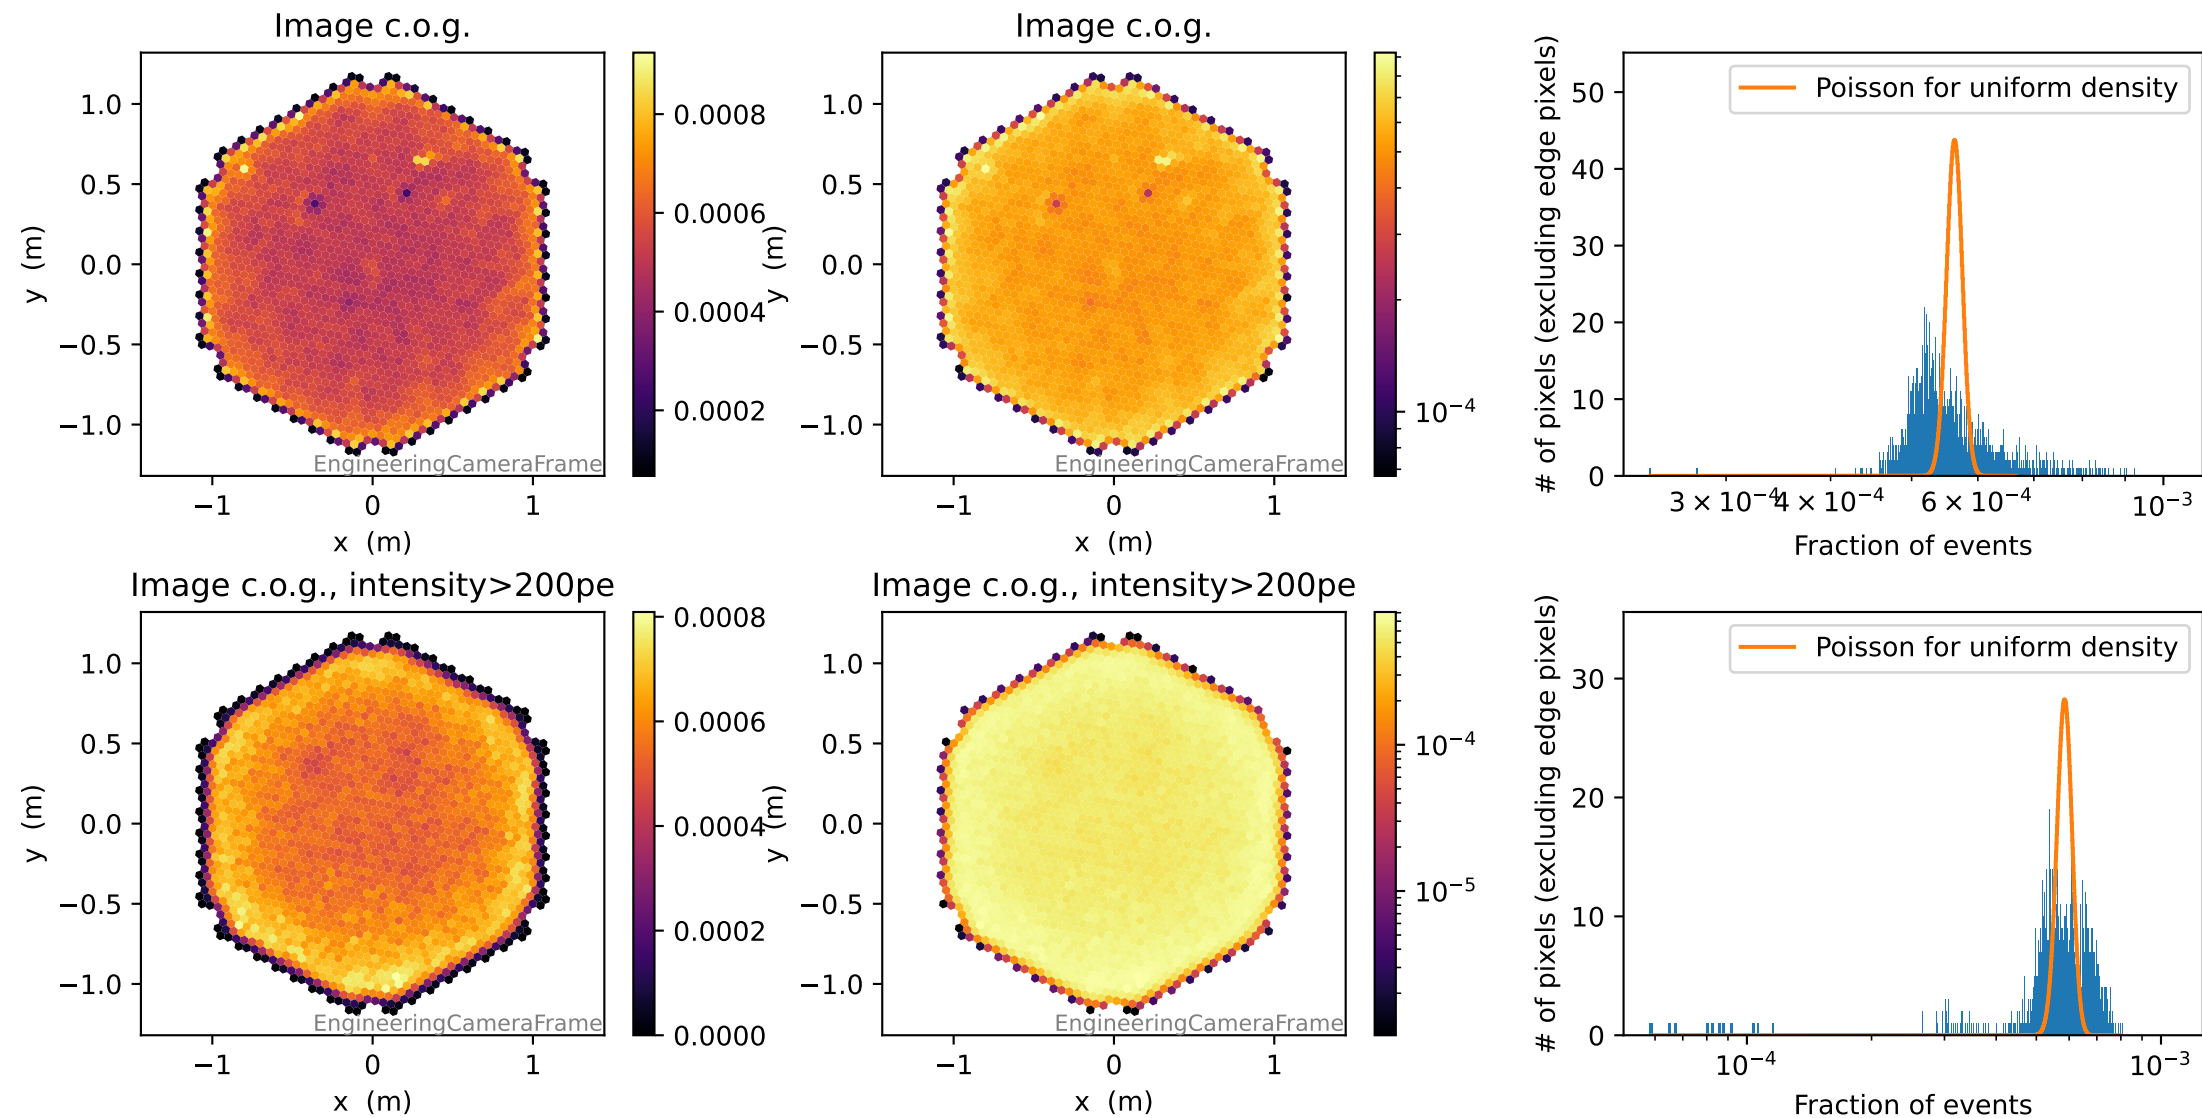 Image c.o.g.
1.0
0.5
0.0
−0.5
−1.0
y (m)
−1
0
1
x (m)
EngineeringCameraFrame
0.0008
0.0006
0.0004
0.0002
Image c.o.g.
1.0
0.5
0.0
−0.5
−1.0
y (m)
−1
0
1
x (m)
EngineeringCameraFrame
10⁻⁴
Poisson for uniform density
50
40
30
20
10
0
# of pixels (excluding edge pixels)
3 × 10⁻⁴
4 × 10⁻⁴
6 × 10⁻⁴
10⁻³
Fraction of events
Image c.o.g., intensity>200pe
1.0
0.5
0.0
−0.5
−1.0
y (m)
−1
0
1
x (m)
EngineeringCameraFrame
0.0008
0.0006
0.0004
0.0002
0.0000
Image c.o.g., intensity>200pe
1.0
0.5
0.0
−0.5
−1.0
y (m)
−1
0
1
x (m)
EngineeringCameraFrame
10⁻⁴
10⁻⁵
Poisson for uniform density
30
20
10
0
# of pixels (excluding edge pixels)
10⁻⁴
10⁻³
Fraction of events